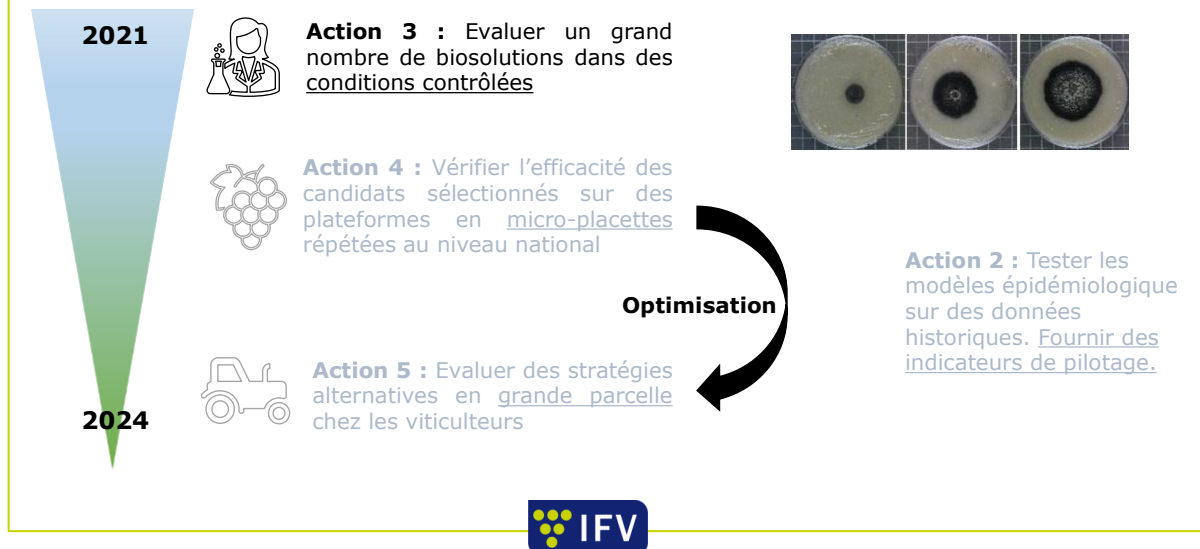 2021
Action 3 : Evaluer un grand
nombre de biosolutions dans des
conditions contrôlées
Action 4 : Vérifier l’efficacité des
candidats sélectionnés sur des
plateformes en micro-placettes
répétées au niveau national
Action 2 : Tester les
modèles épidémiologique
sur des données
historiques. Fournir des
indicateurs de pilotage.
Optimisation
Action 5 : Evaluer des stratégies
alternatives en grande parcelle
chez les viticulteurs
2024
IFV